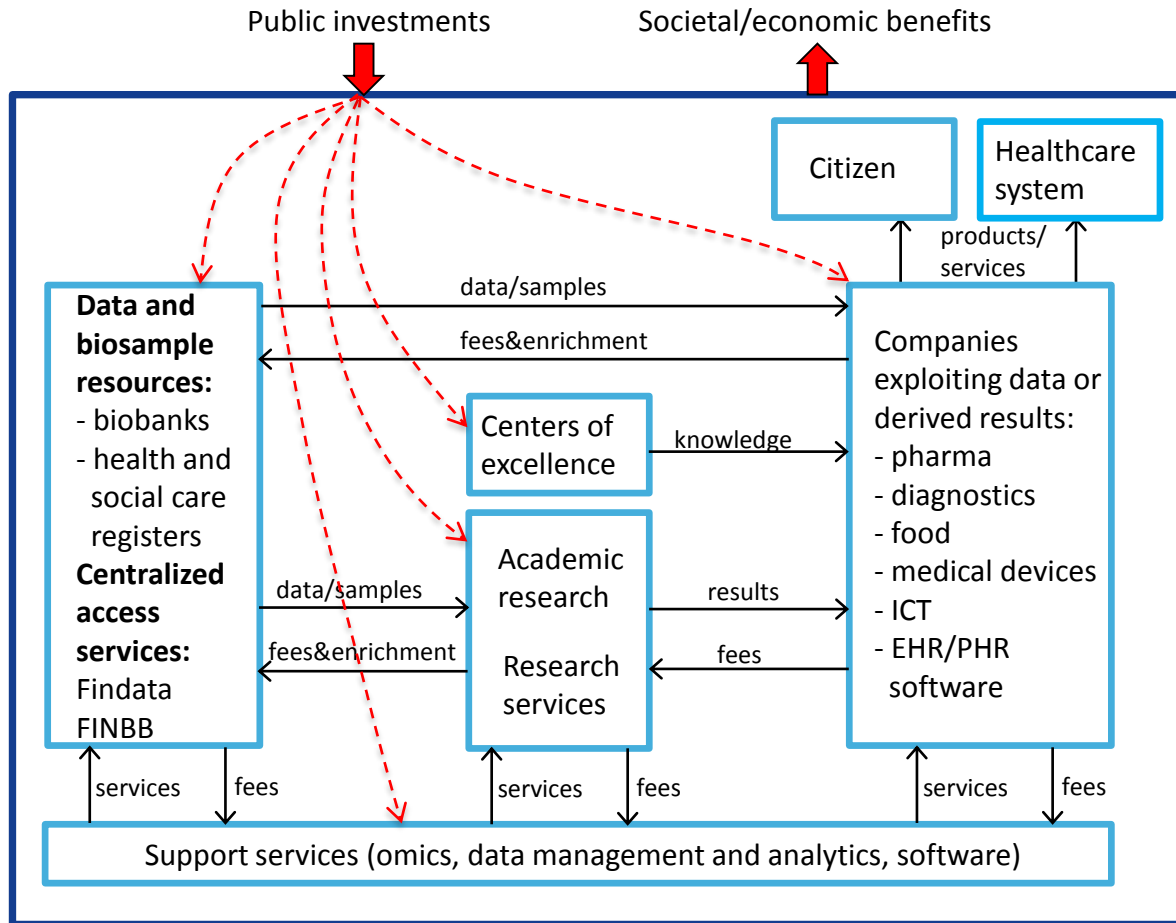 Public investments
Societal/economic benefits
Citizen
Healthcare
system
products/
services
Data and
biosample
resources:
- biobanks
- health and
social care
registers
Centralized
access
services:
Findata
FINBB
data/samples
fees&enrichment
Centers of
excellence
knowledge
Companies
exploiting data or
derived results:
- pharma
- diagnostics
- food
- medical devices
- ICT
- EHR/PHR
software
data/samples
fees&enrichment
Academic
research
Research
services
results
fees
services
fees
services
fees
services
fees
Support services (omics, data management and analytics, software)